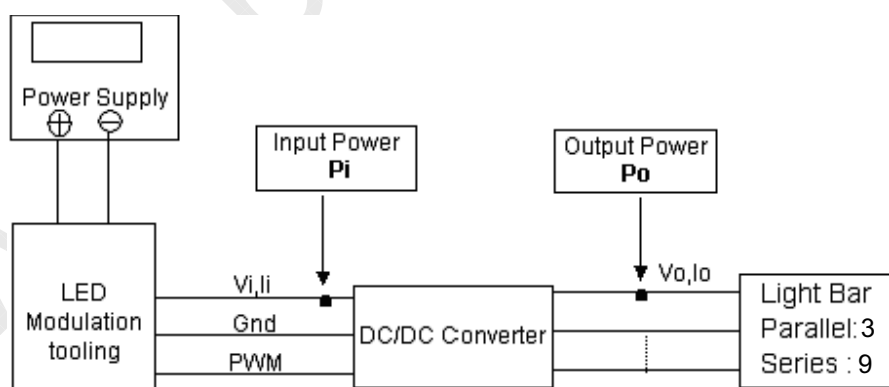 Power Supply
Input Power
Pi
Output Power
Po
LED
Modulation
tooling
Vi,Ii
Gnd
PWM
DC/DC Converter
Vo,Io
Light Bar
Parallel:3
Series : 9